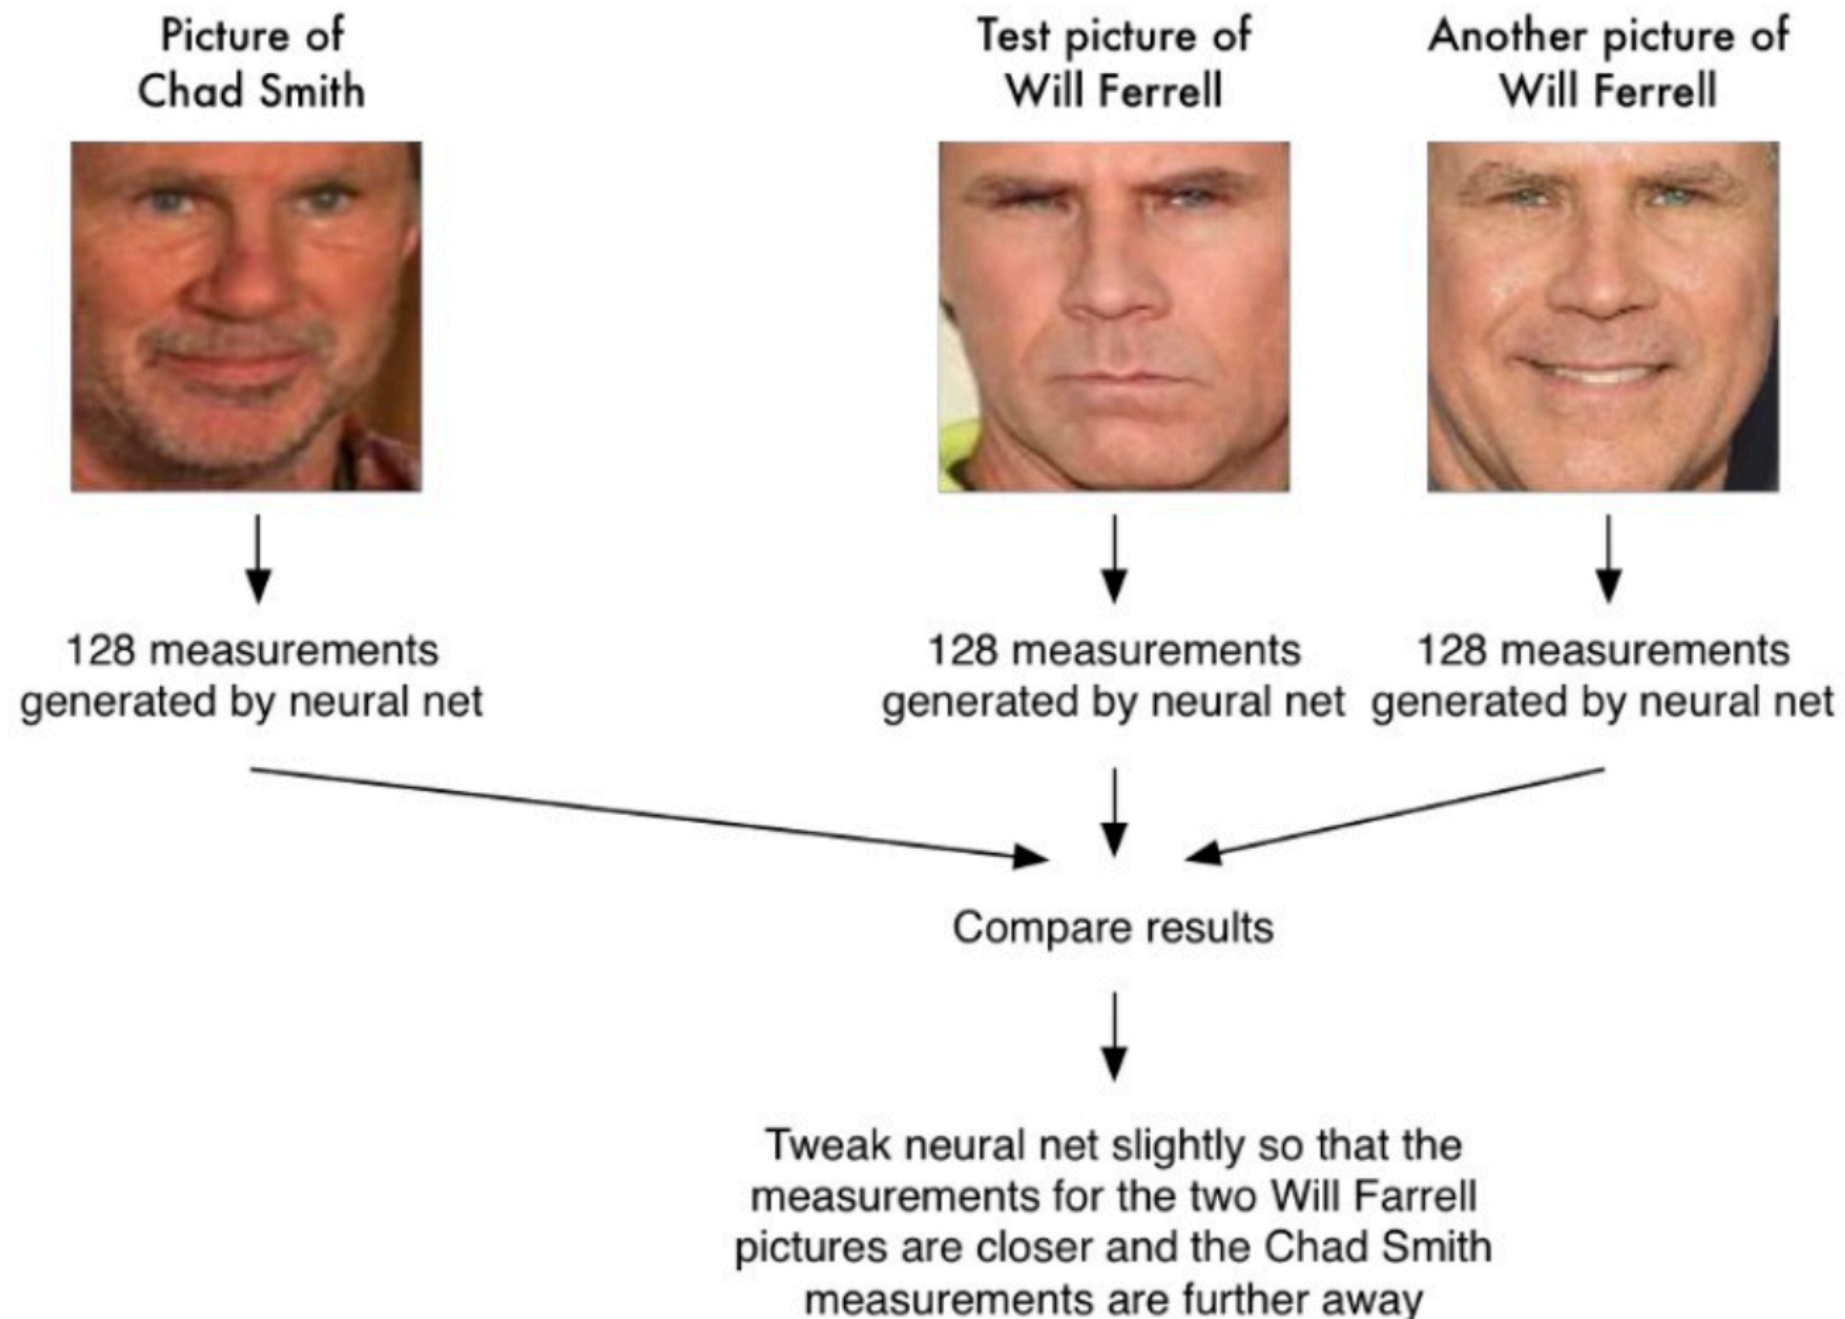 Picture of
Chad Smith
Test picture of
Will Ferrell
Another picture of
Will Ferrell
128 measurements
generated by neural net
128 measurements
generated by neural net
128 measurements
generated by neural net
Compare results
Tweak neural net slightly so that the
measurements for the two Will Farrell
pictures are closer and the Chad Smith
measurements are further away